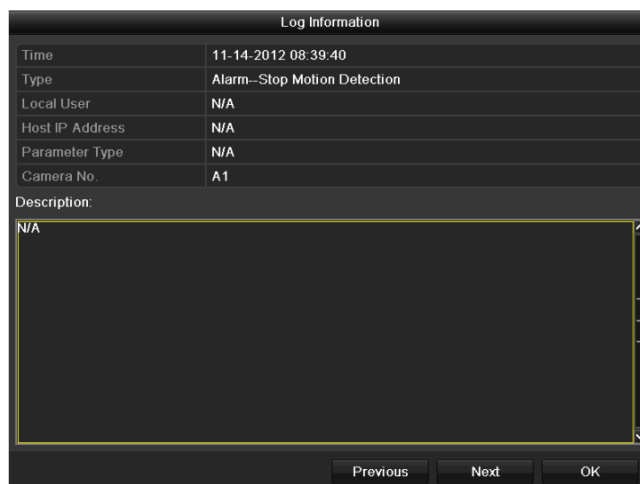 Log Information
Time 11-14-2012 08:39:40
Type Alarm--Stop Motion Detection
Local User N/A
Host IP Address N/A
Parameter Type N/A
Camera No. A1
Description:
N/A
Previous Next OK